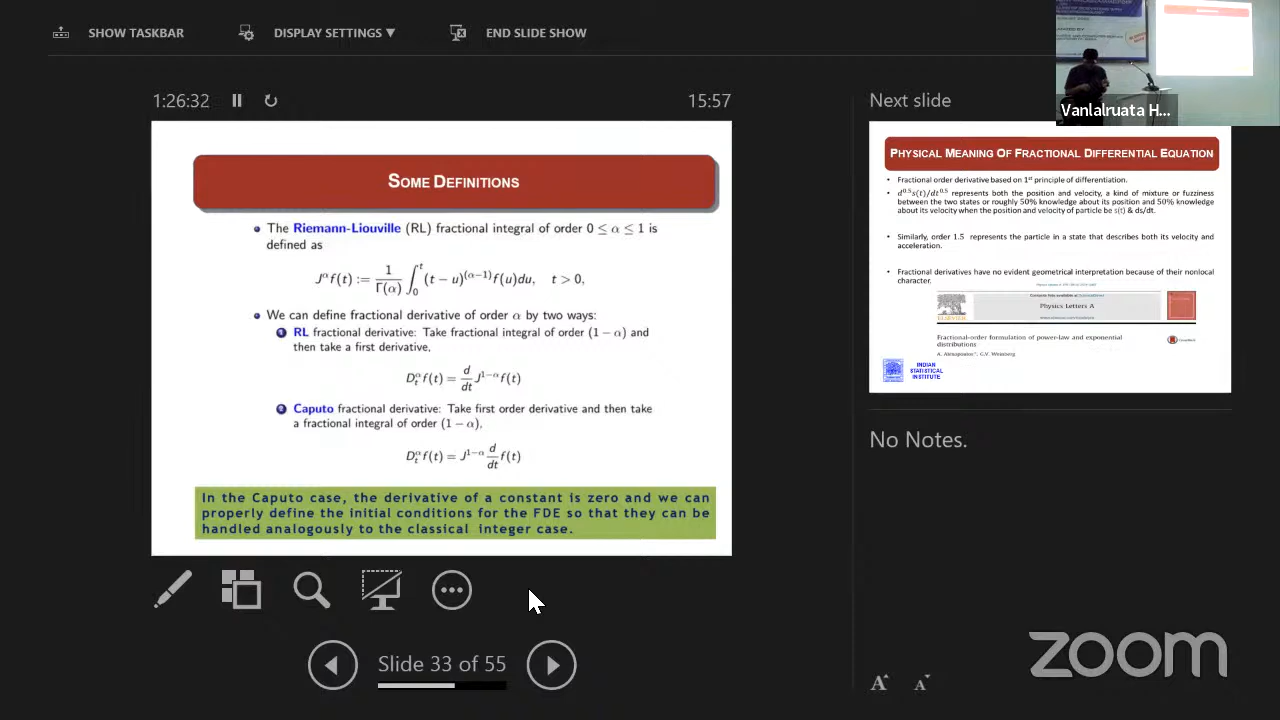 SHOW TASKBAR
DISPLAY SETTINGS ▼
END SLIDE SHOW
Vanlalruata H...
1:26:32
15:57
SOME DEFINITIONS
• The Riemann-Liouville (RL) fractional integral of order 0 ≤ α ≤ 1 is
defined as
J^α f(t) := 1/Γ(α) ∫_0^t (t − u)^(α−1) f(u)du, t > 0,
• We can define fractional derivative of order α by two ways:
1 RL fractional derivative: Take fractional integral of order (1 − α) and
then take a first derivative,
D_t^α f(t) = d/dt J^{1−α} f(t)
2 Caputo fractional derivative: Take first order derivative and then take
a fractional integral of order (1 − α),
D_t^α f(t) = J^{1−α} d/dt f(t)
In the Caputo case, the derivative of a constant is zero and we can
properly define the initial conditions for the FDE so that they can be
handled analogously to the classical integer case.
Slide 33 of 55
Next slide
PHYSICAL MEANING OF FRACTIONAL DIFFERENTIAL EQUATION
• Fractional order derivative based on 1st principle of differentiation.
• d^0.5 s(t)/dt^0.5 represents both the position and velocity, a kind of mixture or fuzziness
between the two states or roughly 50% knowledge about its position and 50% knowledge
about its velocity when the position and velocity of particle be s(t) & ds/dt.
• Similarly, order 1.5 represents the particle in a state that describes both its velocity and
acceleration.
• Fractional derivatives have no evident geometrical interpretation because of their nonlocal
character.
Physics Letters A
ELSEVIER
Fractional-order formulation of power-law and exponential
distributions
INDIAN
STATISTICAL
INSTITUTE
No Notes.
A A
zoom